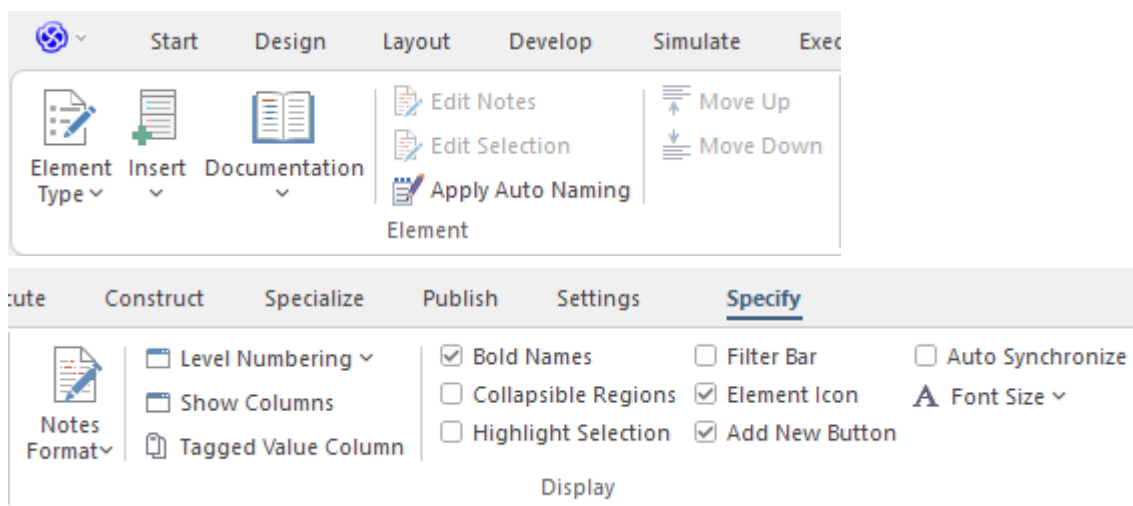 Start Design Layout Develop Simulate Exec
Edit Notes Move Up
Edit Selection Move Down
Element Insert Documentation
Type
Apply Auto Naming
Element
cute Construct Specialize Publish Settings Specify
Level Numbering Bold Names Filter Bar Auto Synchronize
Show Columns Collapsible Regions Element Icon A Font Size
Notes
Format
Tagged Value Column Highlight Selection Add New Button
Display